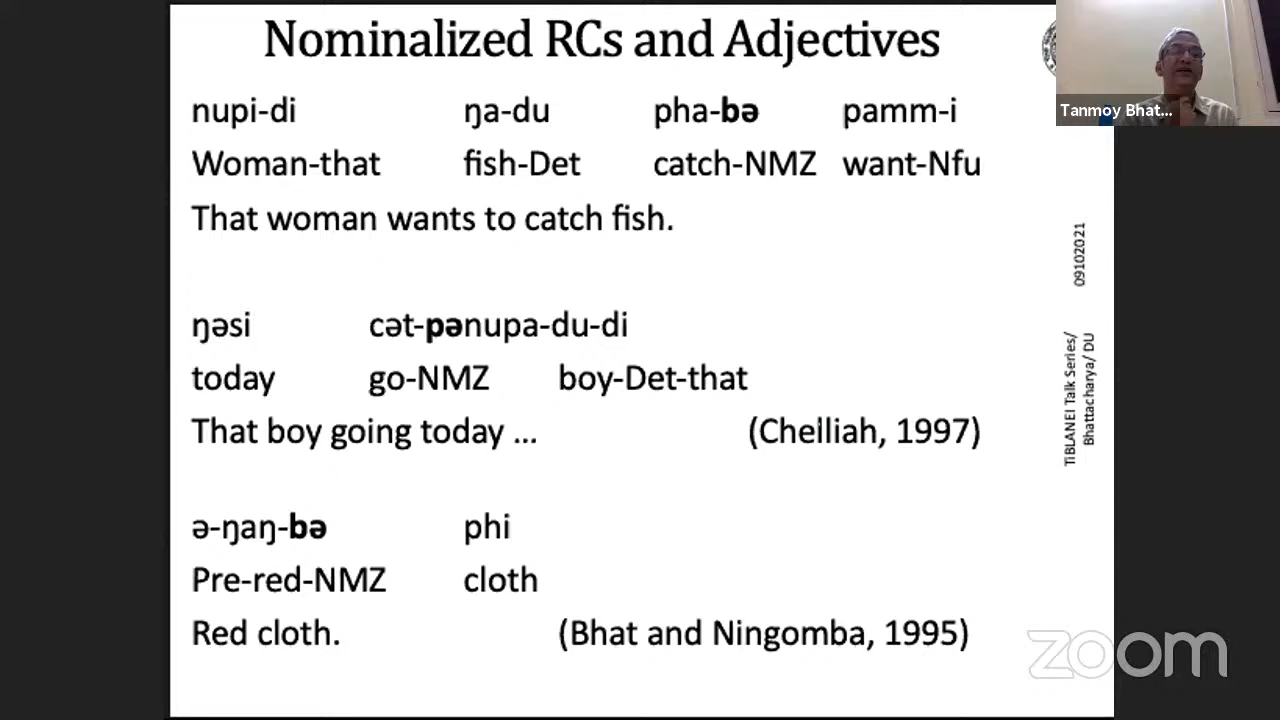 Nominalized RCs and Adjectives
nupi-di ŋa-du pha-bə pamm-i
Woman-that fish-Det catch-NMZ want-Nfu
That woman wants to catch fish.
ŋəsi cət-pənupa-du-di
today go-NMZ boy-Det-that
That boy going today ...
(Chelliah, 1997)
ə-ŋaŋ-bə phi
Pre-red-NMZ cloth
Red cloth.
(Bhat and Ningomba, 1995)
09102021
TiBLANEI Talk Series/
Bhattacharya/ DU
Tanmoy Bhat...
zoom